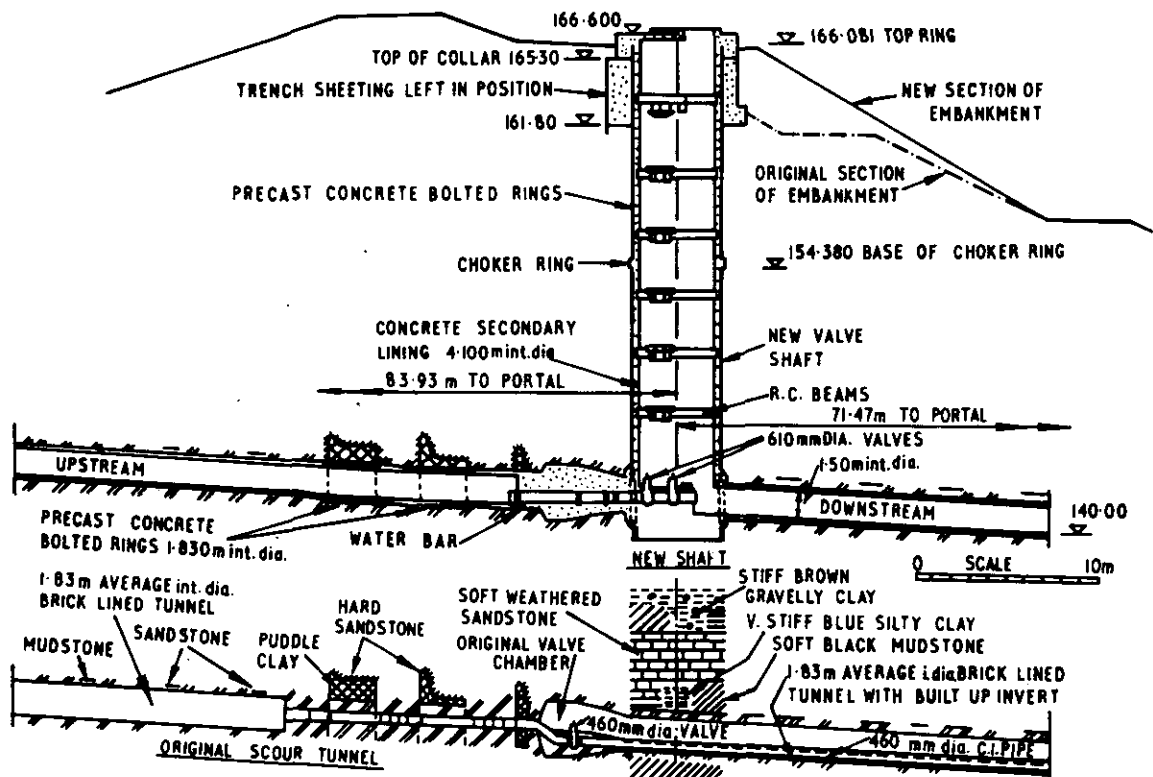 166·600
166·081 TOP RING
TOP OF COLLAR 165·30
TRENCH SHEETING LEFT IN POSITION
161·80
NEW SECTION OF
EMBANKMENT
ORIGINAL SECTION
OF EMBANKMENT
PRECAST CONCRETE BOLTED RINGS
CHOKER RING
154·380 BASE OF CHOKER RING
CONCRETE SECONDARY
LINING 4·100m int. dia
83·93 m TO PORTAL
NEW VALVE
SHAFT
R.C. BEAMS
71·47m TO PORTAL
610mm DIA. VALVES
1·50m int. dia.
UPSTREAM
DOWNSTREAM
140·00
PRECAST CONCRETE
BOLTED RINGS 1·830m int. dia.
WATER BAR
NEW SHAFT
0 SCALE 10m
1·83m AVERAGE int. dia.
BRICK LINED TUNNEL
MUDSTONE
SANDSTONE
PUDDLE
CLAY
HARD
SANDSTONE
SOFT WEATHERED
SANDSTONE
ORIGINAL VALVE
CHAMBER
STIFF BROWN
GRAVELLY CLAY
V. STIFF BLUE SILTY CLAY
SOFT BLACK MUDSTONE
1·83m AVERAGE i.dia BRICK LINED
TUNNEL WITH BUILT UP INVERT
460mm dia. VALVE
460 mm dia. C.I. PIPE
ORIGINAL SCOUR TUNNEL